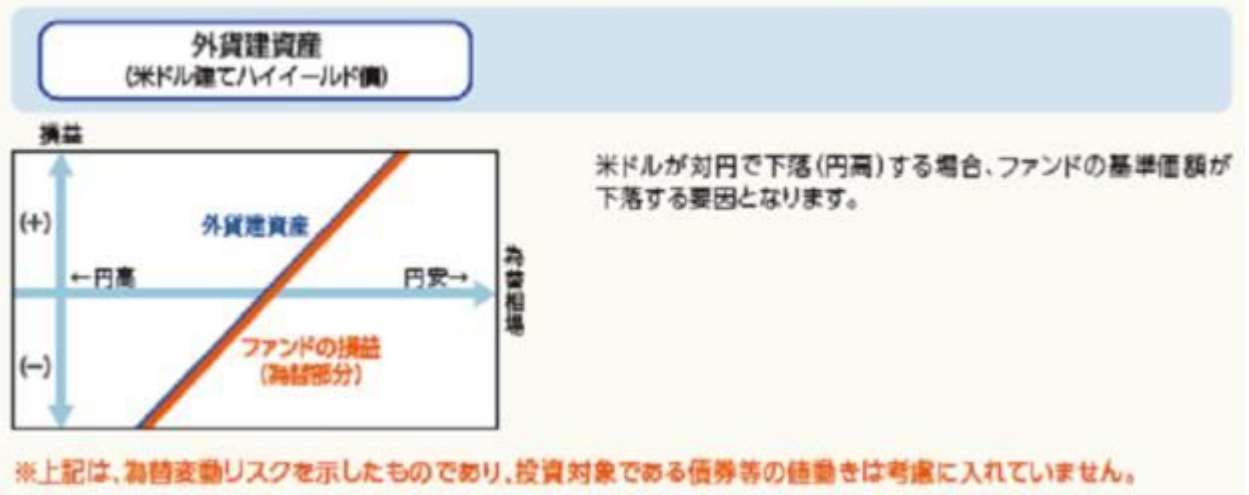 外貨建資産
(米ドル建てハイイールド債)
損益
米ドルが対円で下落(円高)する場合、ファンドの基準価額が
下落する要因となります。
(+)
外貨建資産
←円高
円安→
為替相場
ファンドの損益
(為替部分)
(−)
※上記は、為替変動リスクを示したものであり、投資対象である債券等の値動きは考慮に入れていません。